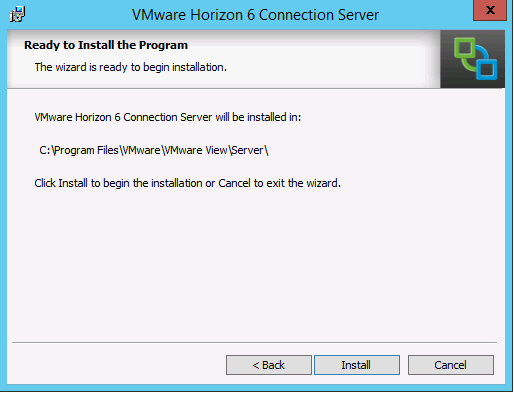 VMware Horizon 6 Connection Server
x
Ready to Install the Program
The wizard is ready to begin installation.
VMware Horizon 6 Connection Server will be installed in:
C:\Program Files\VMware\VMware View\Server\
Click Install to begin the installation or Cancel to exit the wizard.
< Back Install Cancel